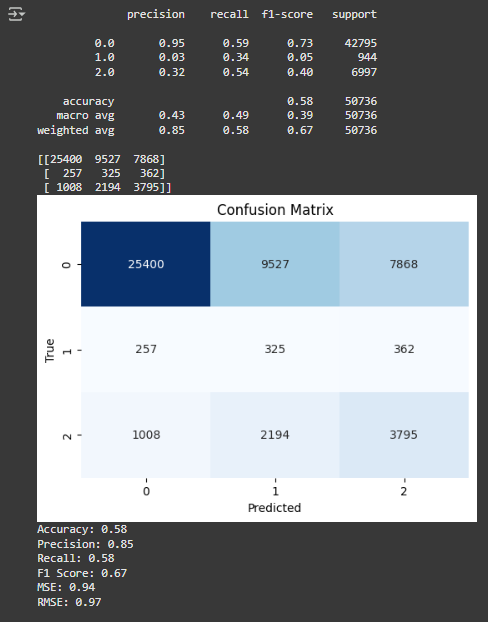 precision recall f1-score support
0.0 0.95 0.59 0.73 42795
1.0 0.03 0.34 0.05 944
2.0 0.32 0.54 0.40 6997
accuracy 0.58 50736
macro avg 0.43 0.49 0.39 50736
weighted avg 0.85 0.58 0.67 50736
[[25400 9527 7868]
[ 257 325 362]
[ 1008 2194 3795]]
Confusion Matrix
0 25400 9527 7868
1 257 325 362
True
2 1008 2194 3795
0 1 2
Predicted
Accuracy: 0.58
Precision: 0.85
Recall: 0.58
F1 Score: 0.67
MSE: 0.94
RMSE: 0.97